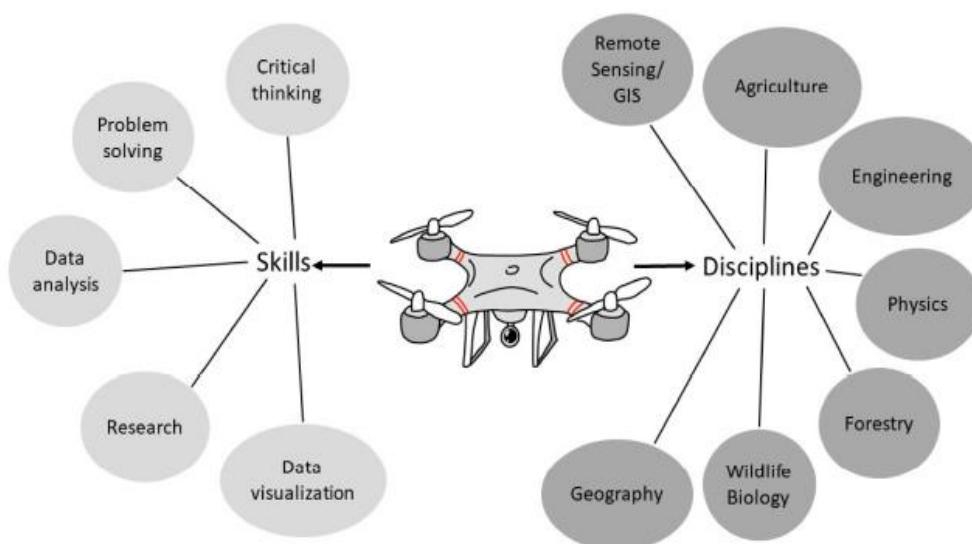 Critical
thinking
Problem
solving
Data
analysis
Research
Data
visualization
Skills
Disciplines
Remote
Sensing/
GIS
Agriculture
Engineering
Physics
Forestry
Wildlife
Biology
Geography